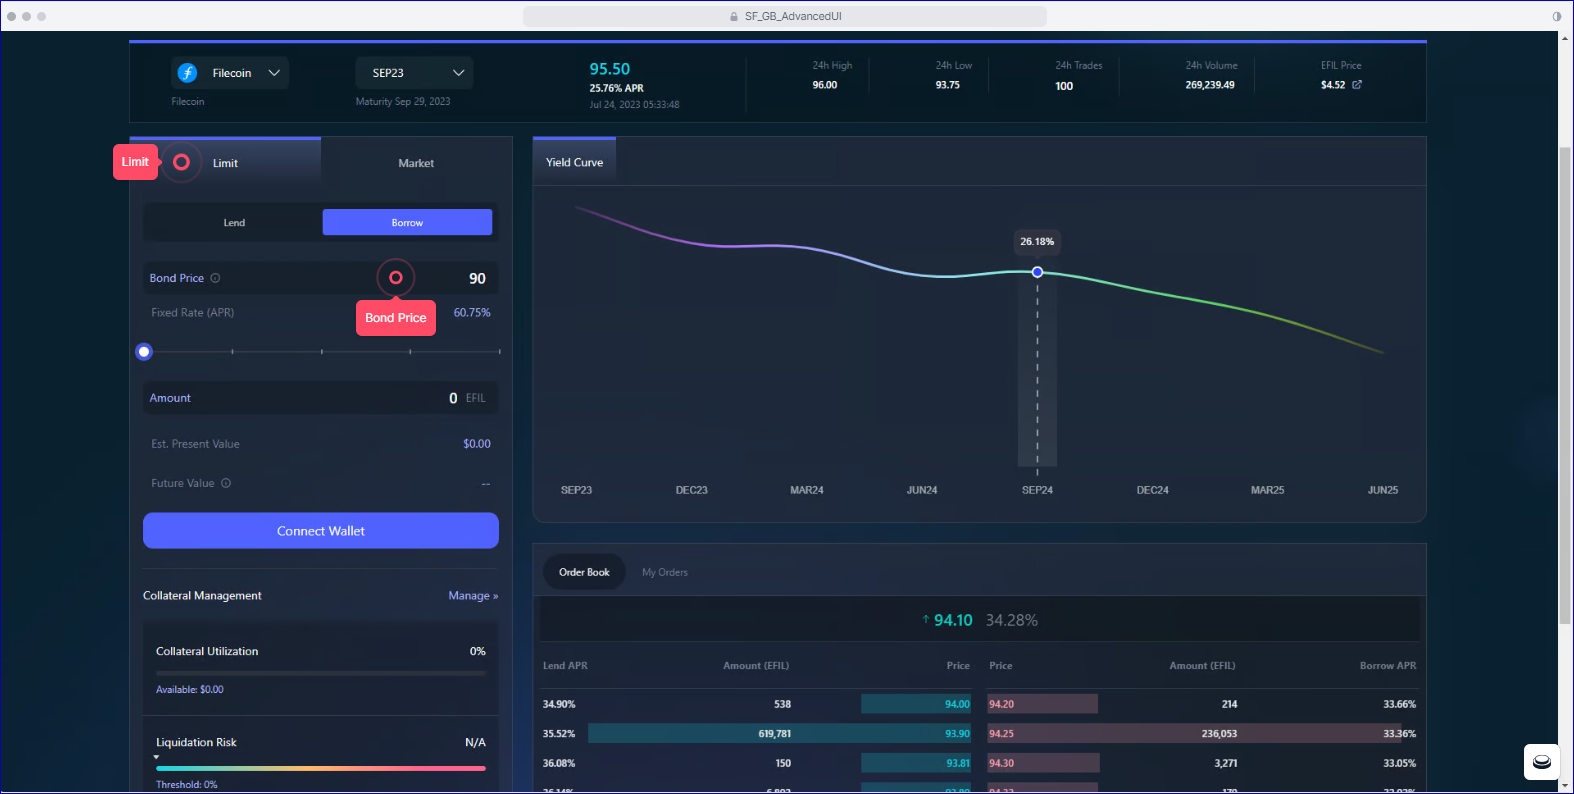 SF_GB_AdvancedUI
Filecoin
Filecoin
SEP23
Maturity Sep 29, 2023
95.50
25.76% APR
Jul 24, 2023 05:33:48
24h High
96.00
24h Low
93.75
24h Trades
100
24h Volume
269,239.49
EFIL Price
$4.52
Limit
Limit
Market
Lend
Borrow
Bond Price
90
Bond Price
Fixed Rate (APR)
60.75%
Amount
0 EFIL
Est. Present Value
$0.00
Future Value
--
Connect Wallet
Collateral Management
Manage »
Collateral Utilization
0%
Available: $0.00
Liquidation Risk
N/A
Threshold: 0%
Yield Curve
26.18%
SEP23 DEC23 MAR24 JUN24 SEP24 DEC24 MAR25 JUN25
Order Book
My Orders
↑ 94.10 34.28%
Lend APR Amount (EFIL) Price Price Amount (EFIL) Borrow APR
34.90% 538 94.00 94.20 214 33.66%
35.52% 619,781 93.90 94.25 236,053 33.36%
36.08% 150 93.81 94.30 3,271 33.05%